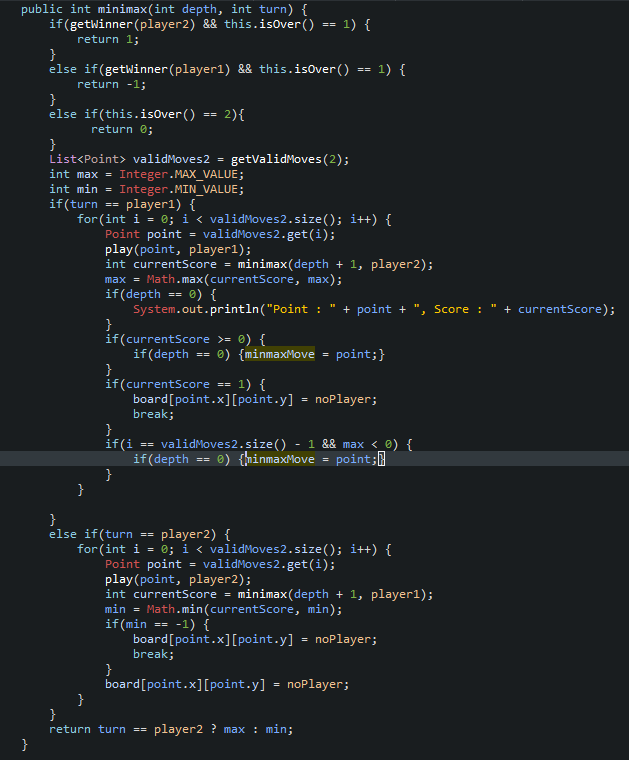 public int minimax(int depth, int turn) {
    if(getWinner(player2) && this.isOver() == 1) {
        return 1;
    }
    else if(getWinner(player1) && this.isOver() == 1) {
        return -1;
    }
    else if(this.isOver() == 2){
          return 0;
    }
    List<Point> validMoves2 = getValidMoves(2);
    int max = Integer.MAX_VALUE;
    int min = Integer.MIN_VALUE;
    if(turn == player1) {
        for(int i = 0; i < validMoves2.size(); i++) {
            Point point = validMoves2.get(i);
            play(point, player1);
            int currentScore = minimax(depth + 1, player2);
            max = Math.max(currentScore, max);
            if(depth == 0) {
                System.out.println("Point : " + point + ", Score : " + currentScore);
            }
            if(currentScore >= 0) {
                if(depth == 0) {minmaxMove = point;}
            }
            if(currentScore == 1) {
                board[point.x][point.y] = noPlayer;
                break;
            }
            if(i == validMoves2.size() - 1 && max < 0) {
                if(depth == 0) {minmaxMove = point;}
            }
        }

    }
    else if(turn == player2) {
        for(int i = 0; i < validMoves2.size(); i++) {
            Point point = validMoves2.get(i);
            play(point, player2);
            int currentScore = minimax(depth + 1, player1);
            min = Math.min(currentScore, min);
            if(min == -1) {
                board[point.x][point.y] = noPlayer;
                break;
            }
            board[point.x][point.y] = noPlayer;
        }
    }
    return turn == player2 ? max : min;
}